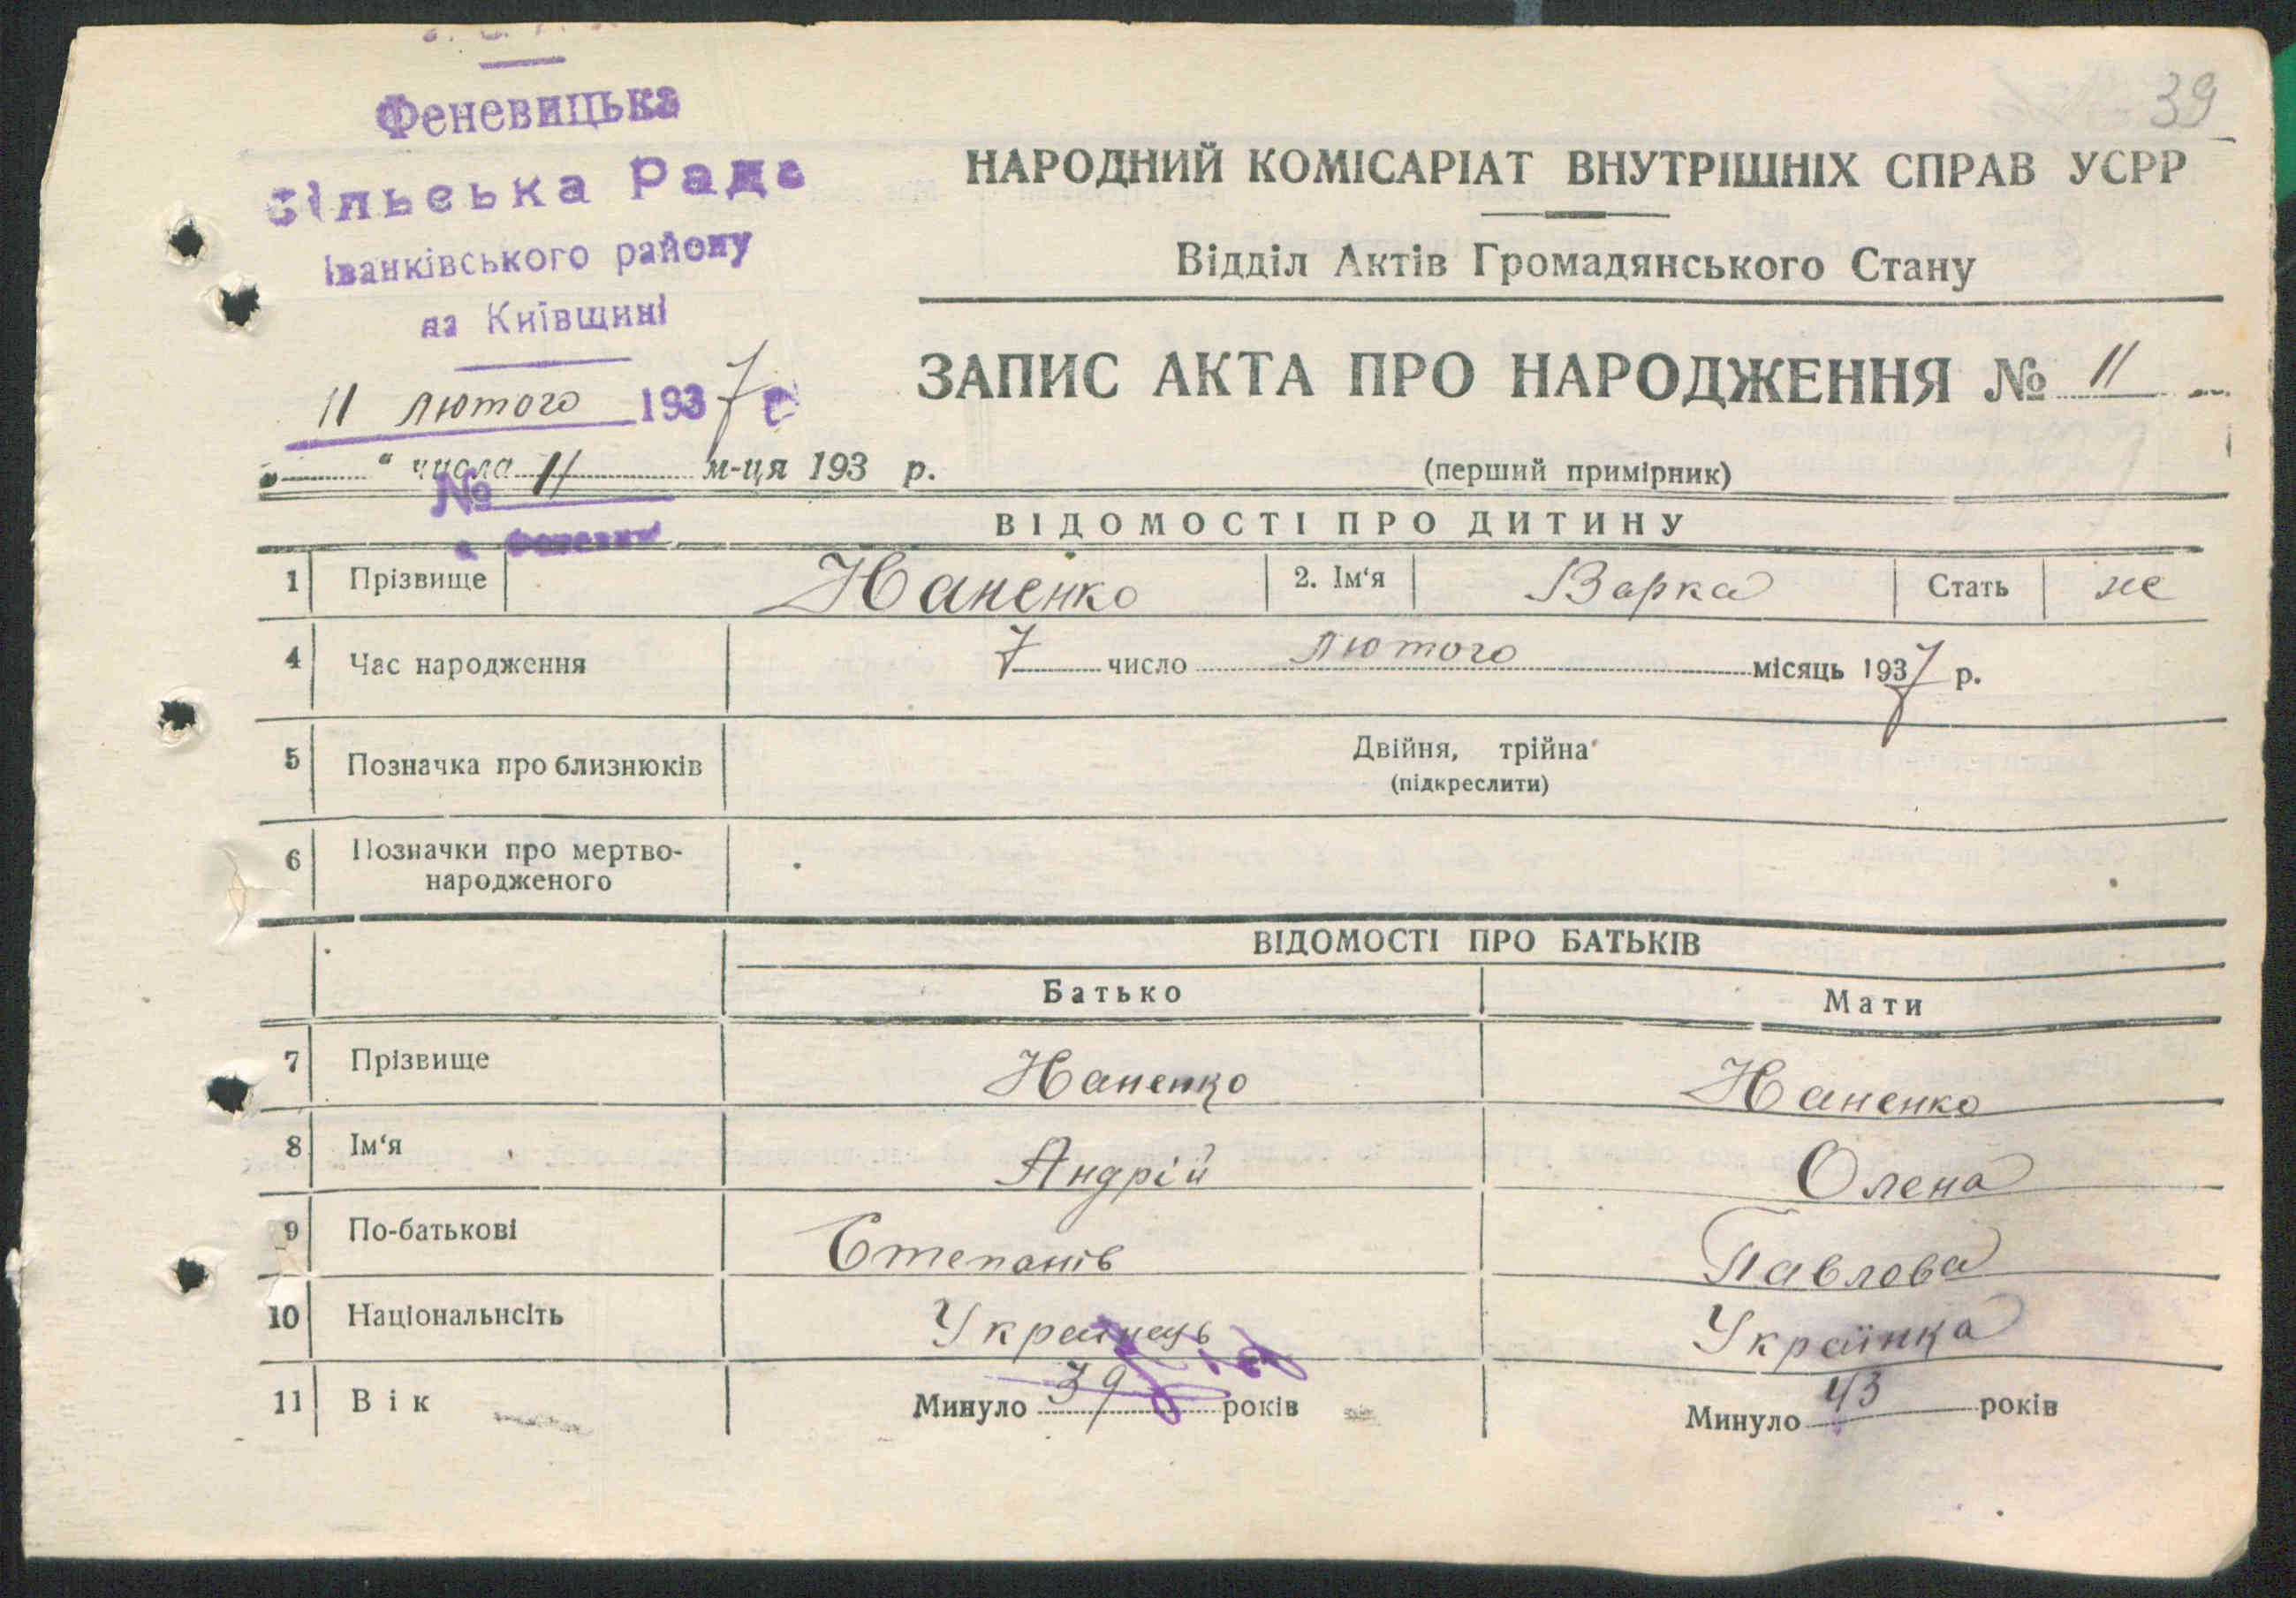 Феневицька
39
Сільська Рада
НАРОДНИЙ КОМІСАРІАТ ВНУТРІШНІХ СПРАВ УСРР
Іванківського району
Відділ Актів Громадянського Стану
на Київщині
ЗАПИС АКТА ПРО НАРОДЖЕННЯ № 11
11 лютого 1937 р
„ “ числа м-ця 193 р.
№ 11
(перший примірник)
ВІДОМОСТІ ПРО ДИТИНУ
1 Прізвище Наненко 2. Ім‘я Варка Стать же
4 Час народження 7 число лютого місяць 1937 р.
5 Позначка про близнюків Двійня, трійна
(підкреслити)
6 Позначки про мертво-
народженого
ВІДОМОСТІ ПРО БАТЬКІВ
Батько Мати
7 Прізвище Наненко Наненко
8 Ім‘я Андрій Олена
9 По-батькові Степанів Павлова
10 Національнсіть Українець Українка
11 Вік Минуло 39 років Минуло 43 років